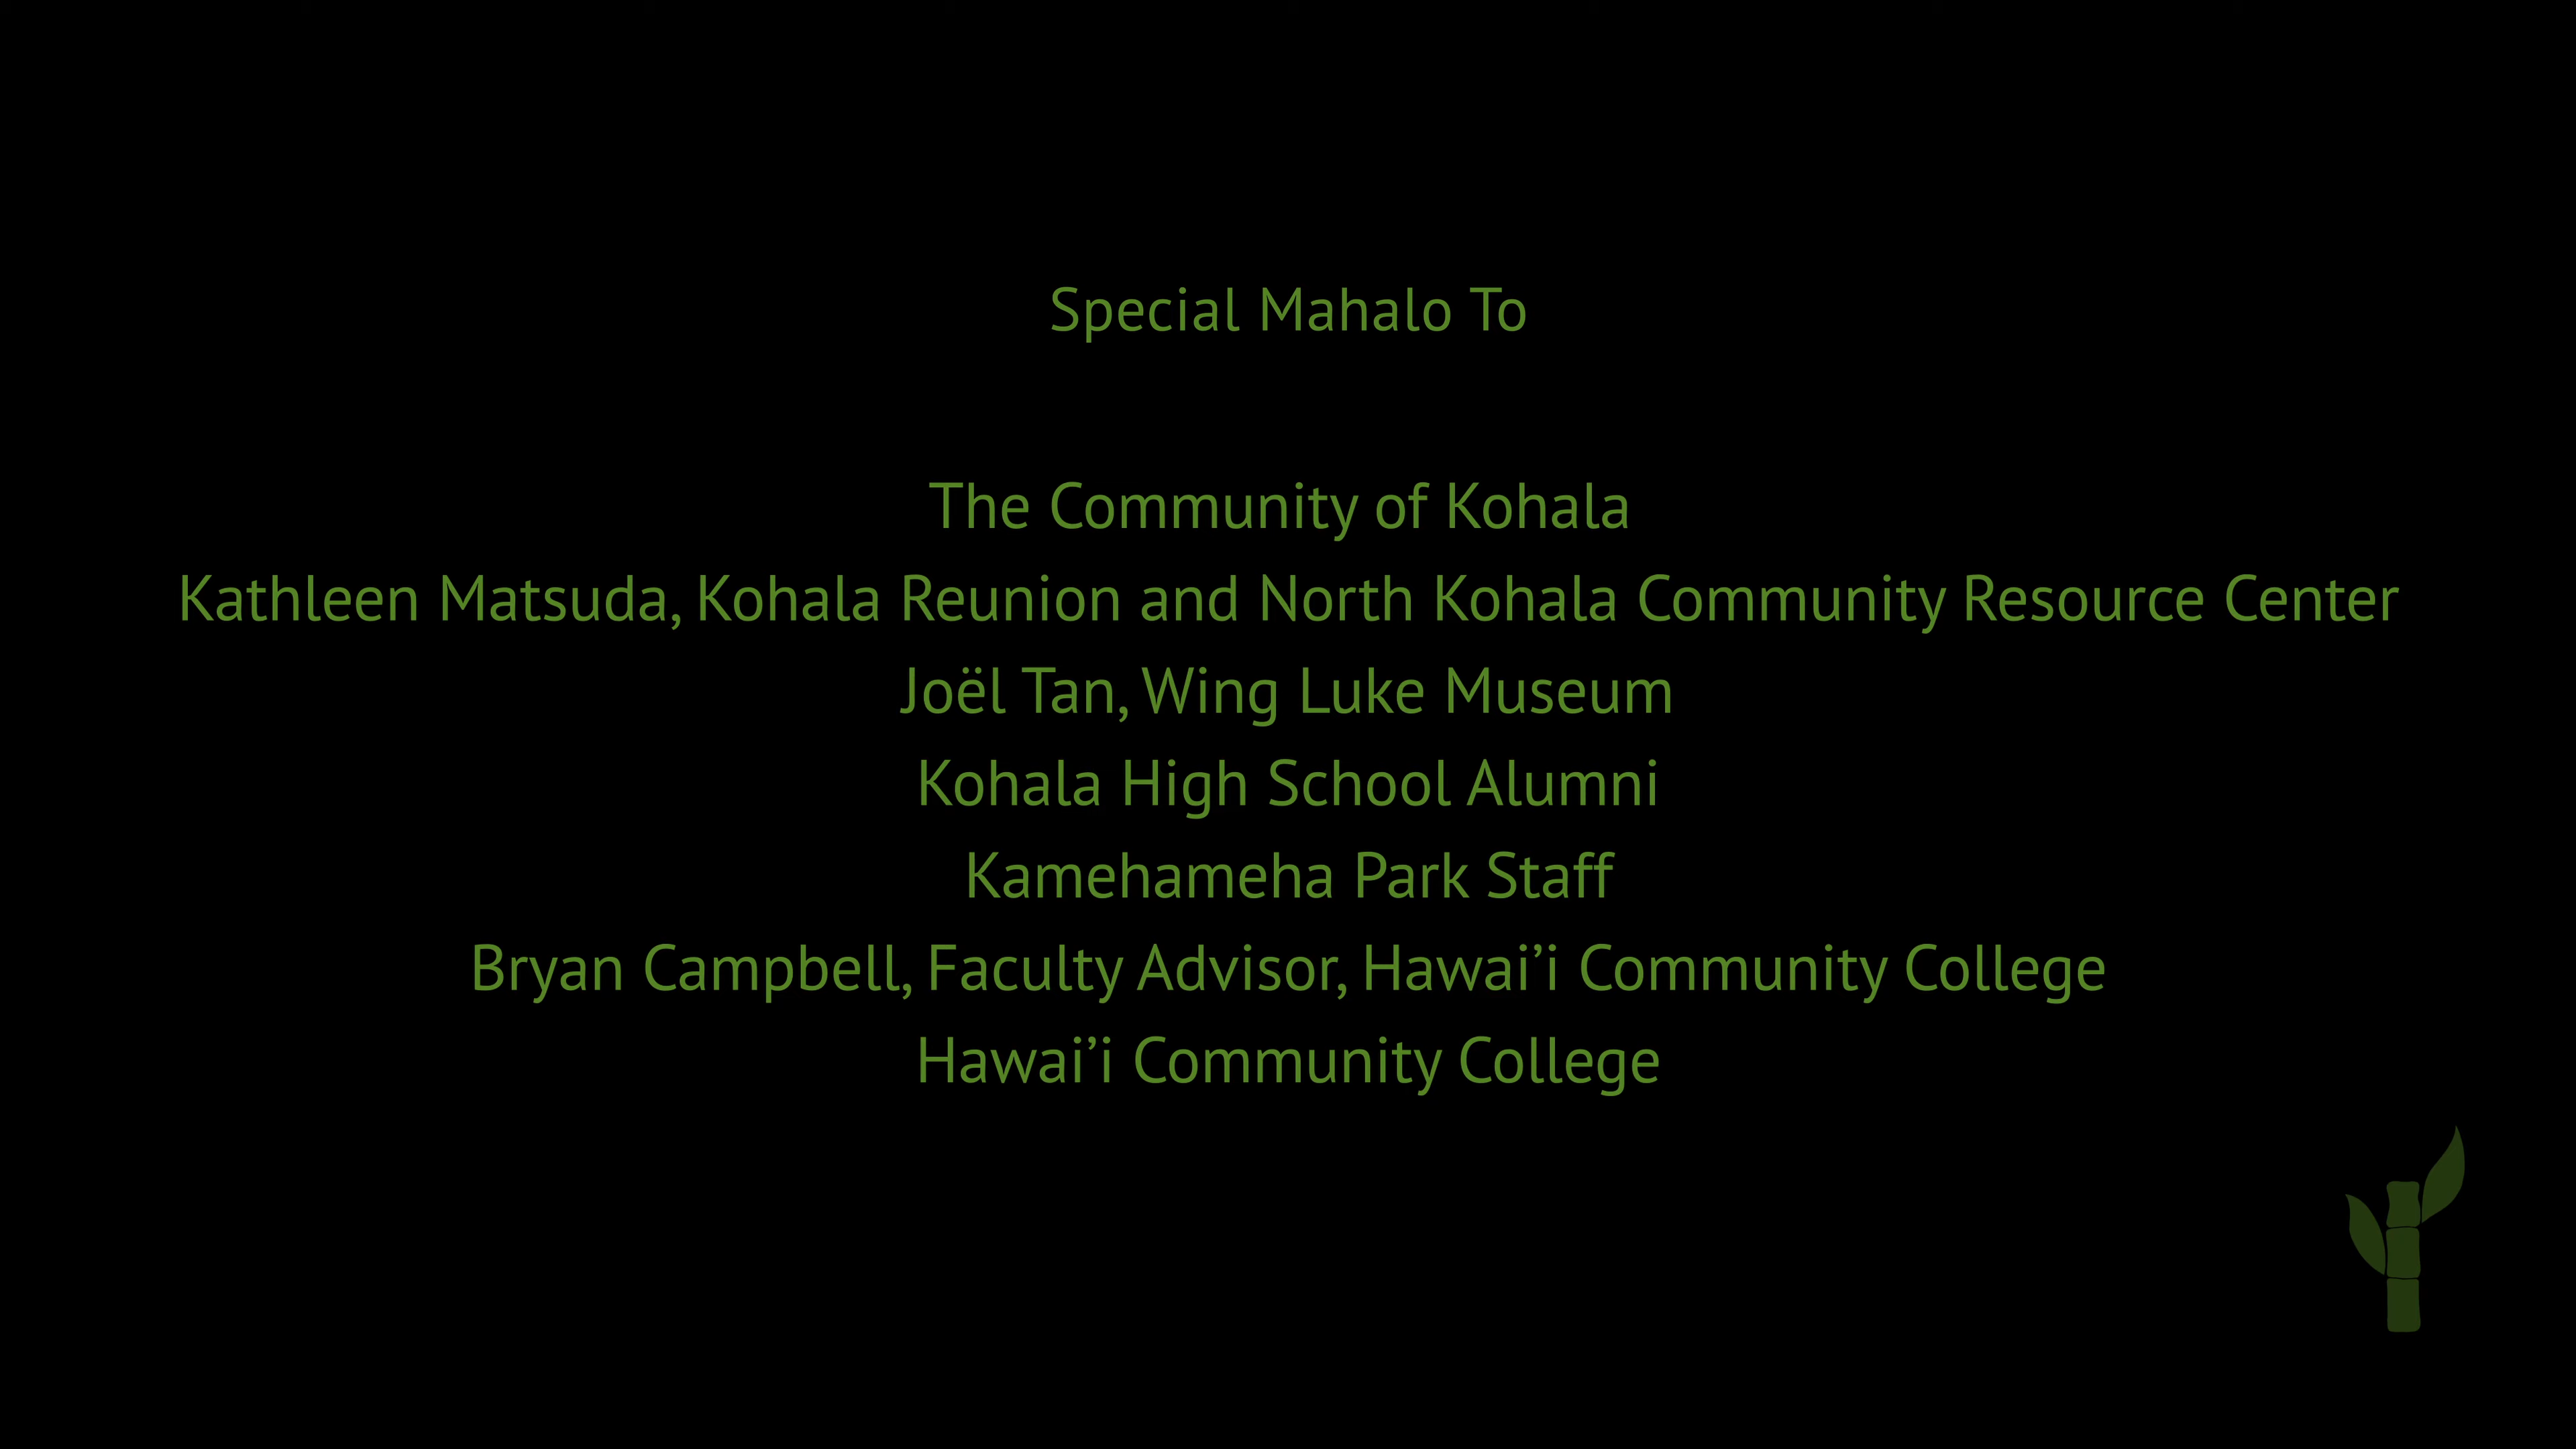 Special Mahalo To
The Community of Kohala
Kathleen Matsuda, Kohala Reunion and North Kohala Community Resource Center
Joël Tan, Wing Luke Museum
Kohala High School Alumni
Kamehameha Park Staff
Bryan Campbell, Faculty Advisor, Hawai’i Community College
Hawai’i Community College